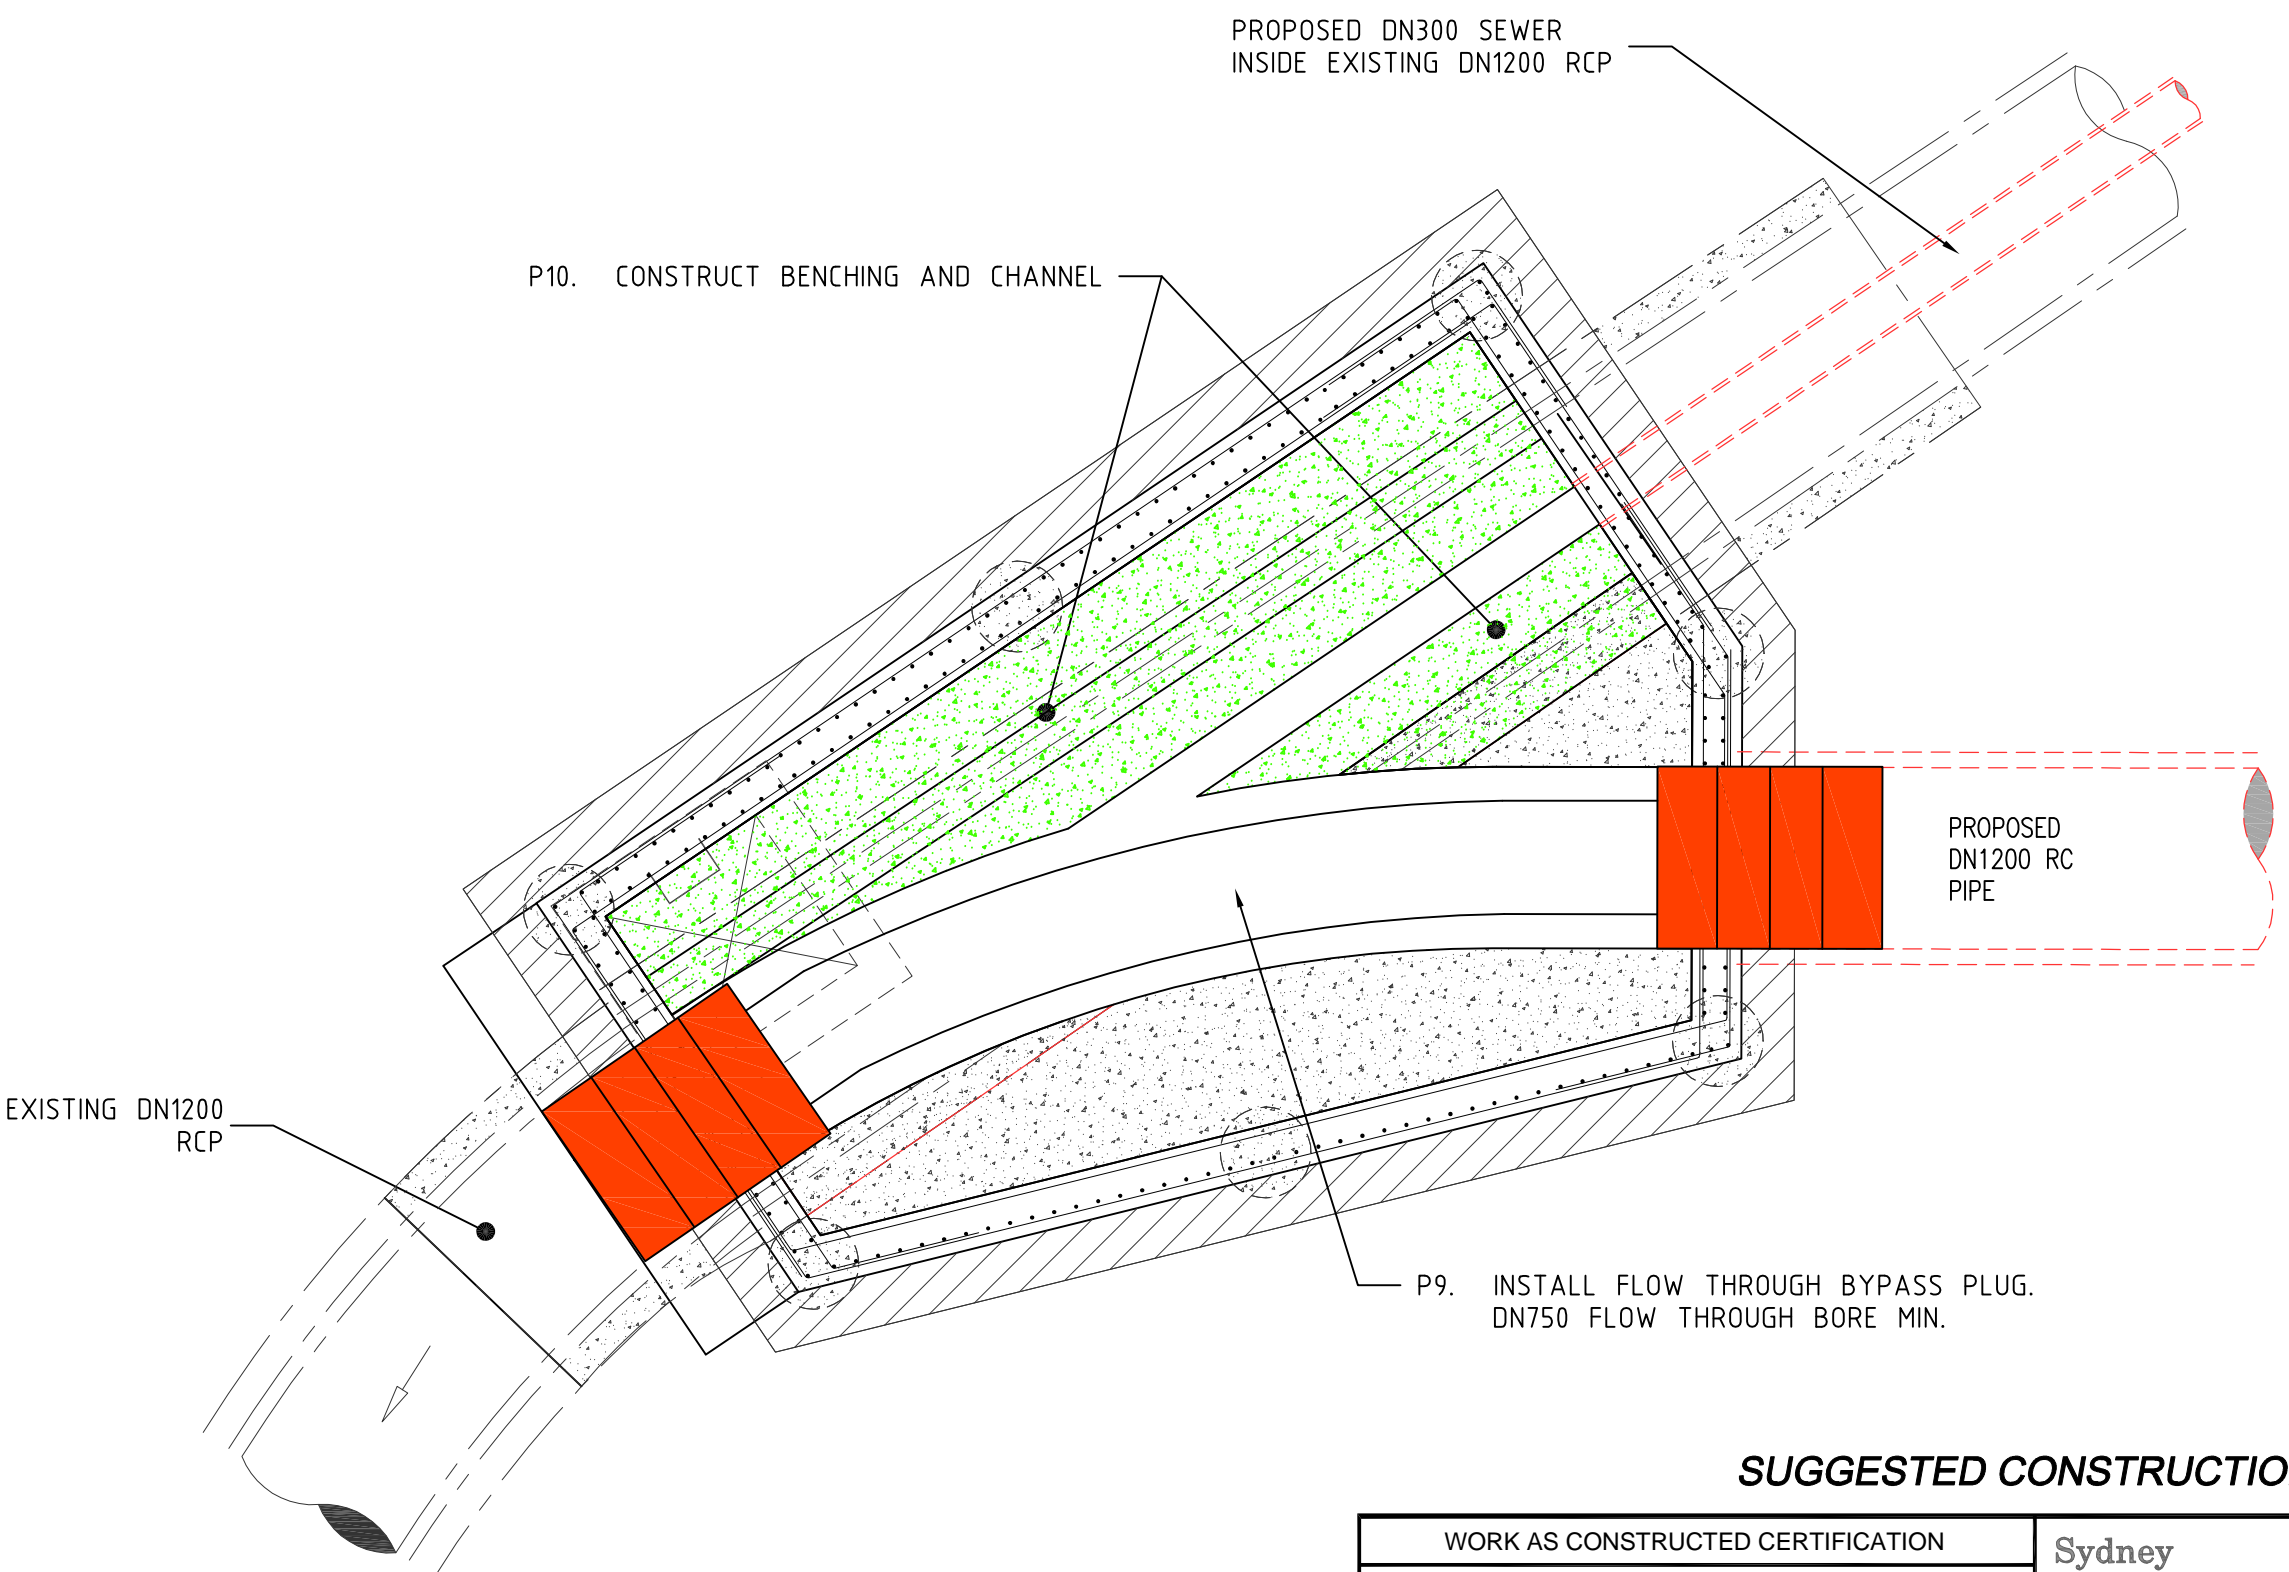 PROPOSED DN300 SEWER
INSIDE EXISTING DN1200 RCP
P10. CONSTRUCT BENCHING AND CHANNEL
PROPOSED
DN1200 RC
PIPE
EXISTING DN1200
RCP
P9. INSTALL FLOW THROUGH BYPASS PLUG.
DN750 FLOW THROUGH BORE MIN.
SUGGESTED CONSTRUCTIO
WORK AS CONSTRUCTED CERTIFICATION
Sydney